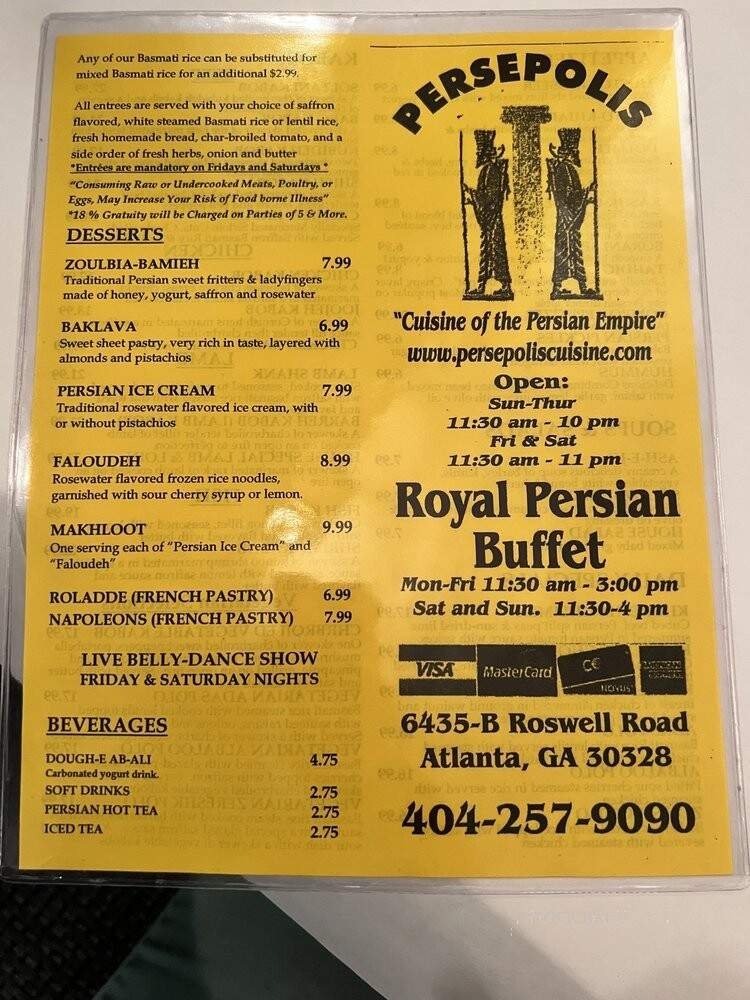 Any of our Basmati rice can be substituted for
mixed Basmati rice for an additional $2.99.
All entrees are served with your choice of saffron
flavored, white steamed Basmati rice or lentil rice,
fresh homemade bread, char-broiled tomato, and a
side order of fresh herbs, onion and butter
*Entrées are mandatory on Fridays and Saturdays *
"Consuming Raw or Undercooked Meats, Poultry, or
Eggs, May Increase Your Risk of Food borne Illness"
*18 % Gratuity will be Charged on Parties of 5 & More.
DESSERTS
ZOULBIA-BAMIEH 7.99
Traditional Persian sweet fritters & ladyfingers
made of honey, yogurt, saffron and rosewater
BAKLAVA 6.99
Sweet sheet pastry, very rich in taste, layered with
almonds and pistachios
PERSIAN ICE CREAM 7.99
Traditional rosewater flavored ice cream, with
or without pistachios
FALOUDEH 8.99
Rosewater flavored frozen rice noodles,
garnished with sour cherry syrup or lemon.
MAKHLOOT 9.99
One serving each of "Persian Ice Cream" and
"Faloudeh"
ROLADDE (FRENCH PASTRY) 6.99
NAPOLEONS (FRENCH PASTRY) 7.99
LIVE BELLY-DANCE SHOW
FRIDAY & SATURDAY NIGHTS
BEVERAGES
DOUGH-E AB-ALI 4.75
Carbonated yogurt drink.
SOFT DRINKS 2.75
PERSIAN HOT TEA 2.75
ICED TEA 2.75
PERSEPOLIS
"Cuisine of the Persian Empire"
www.persepoliscuisine.com
Open:
Sun-Thur
11:30 am - 10 pm
Fri & Sat
11:30 am - 11 pm
Royal Persian
Buffet
Mon-Fri 11:30 am - 3:00 pm
Sat and Sun. 11:30-4 pm
VISA MasterCard NOVUS
6435-B Roswell Road
Atlanta, GA 30328
404-257-9090